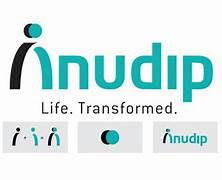 Anudip
Life. Transformed.
i + i = n
Anudip